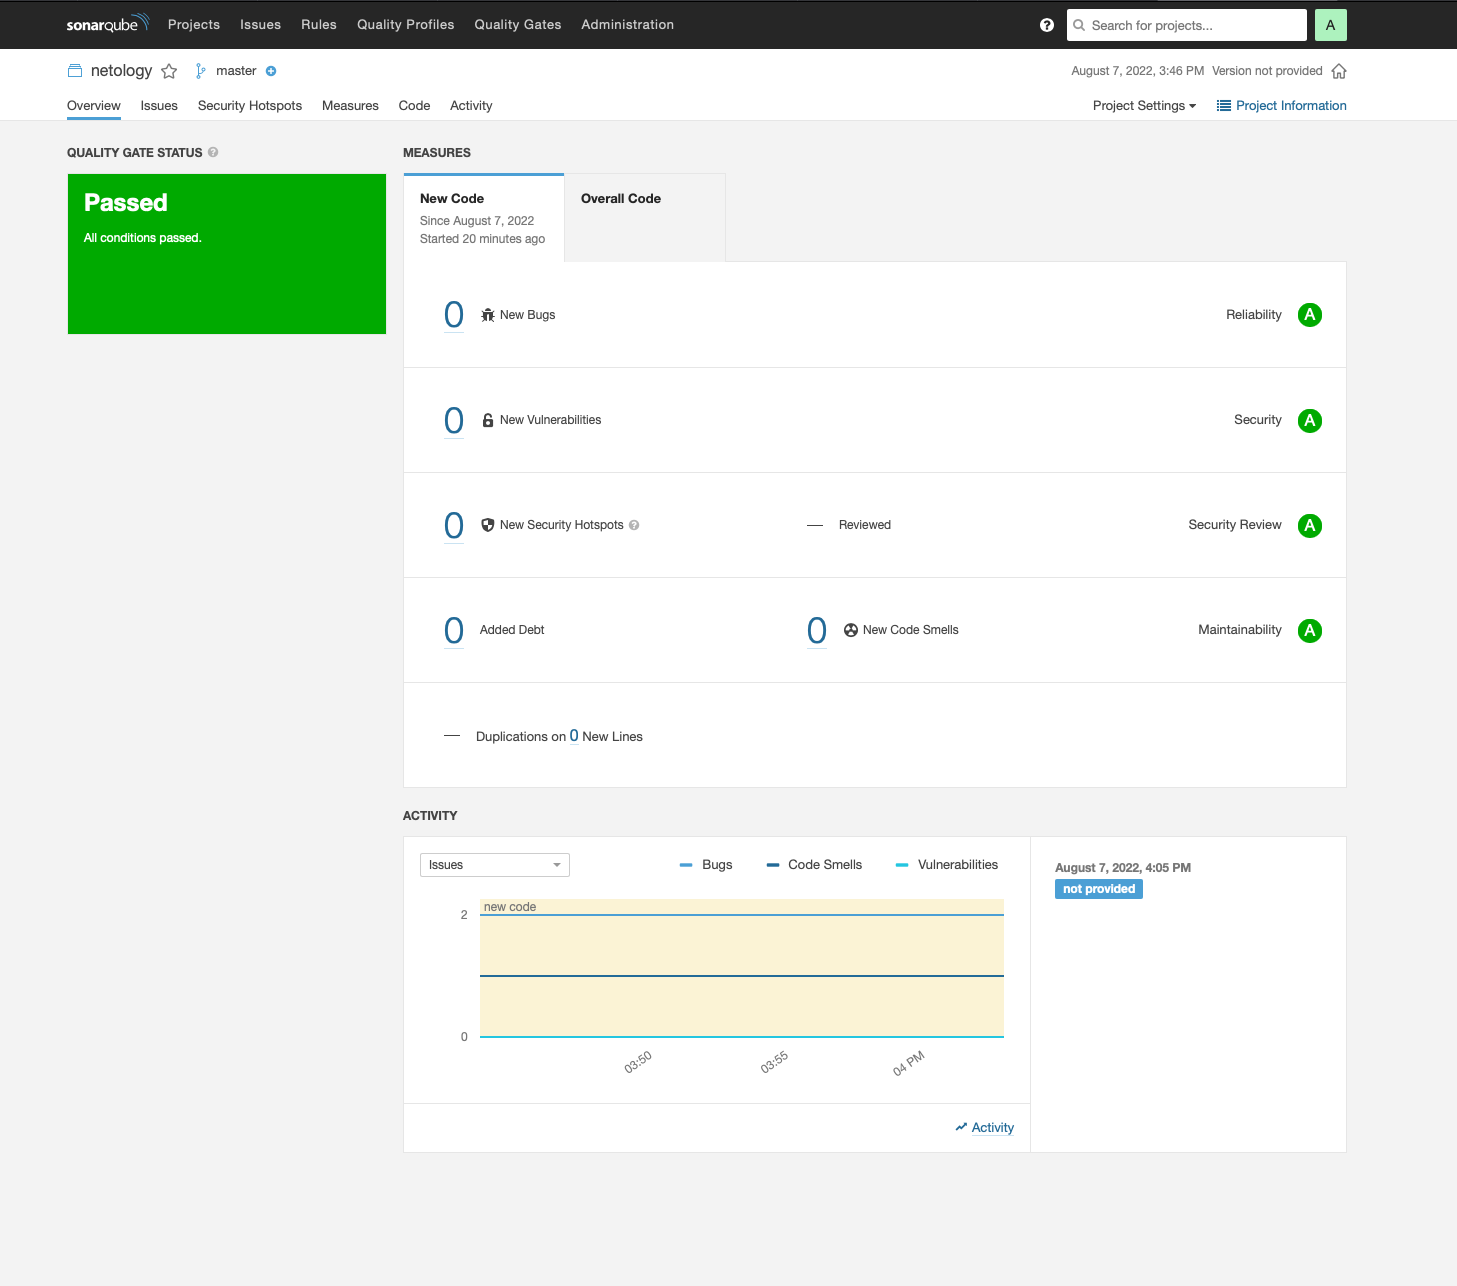 sonarqube Projects Issues Rules Quality Profiles Quality Gates Administration ? Search for projects... A
netology master August 7, 2022, 3:46 PM Version not provided
Overview Issues Security Hotspots Measures Code Activity Project Settings Project Information
QUALITY GATE STATUS ?
Passed
All conditions passed.
MEASURES
New Code
Since August 7, 2022
Started 20 minutes ago
Overall Code
0 New Bugs Reliability A
0 New Vulnerabilities Security A
0 New Security Hotspots ? — Reviewed Security Review A
0 Added Debt 0 New Code Smells Maintainability A
— Duplications on 0 New Lines
ACTIVITY
Issues Bugs Code Smells Vulnerabilities
new code
2
0
03:50 03:55 04 PM
Activity
August 7, 2022, 4:05 PM
not provided